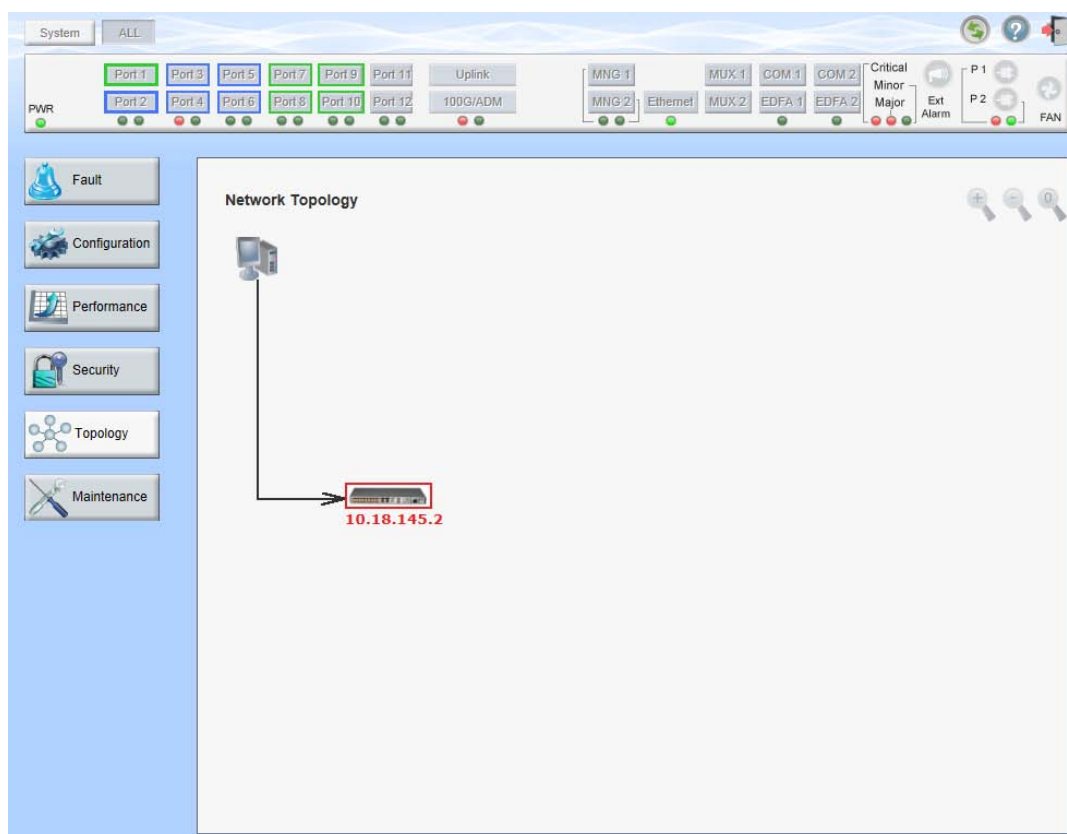 System ALL
Port 1 Port 3 Port 5 Port 7 Port 9 Port 11 Uplink MNG 1 MUX 1 COM 1 COM 2 Critical P 1
Minor
PWR Port 2 Port 4 Port 6 Port 8 Port 10 Port 12 100G/ADM MNG 2 Ethernet MUX 2 EDFA 1 EDFA 2 Major Ext P 2
Alarm FAN
Fault
Network Topology
Configuration
Performance
Security
Topology
Maintenance
10.18.145.2